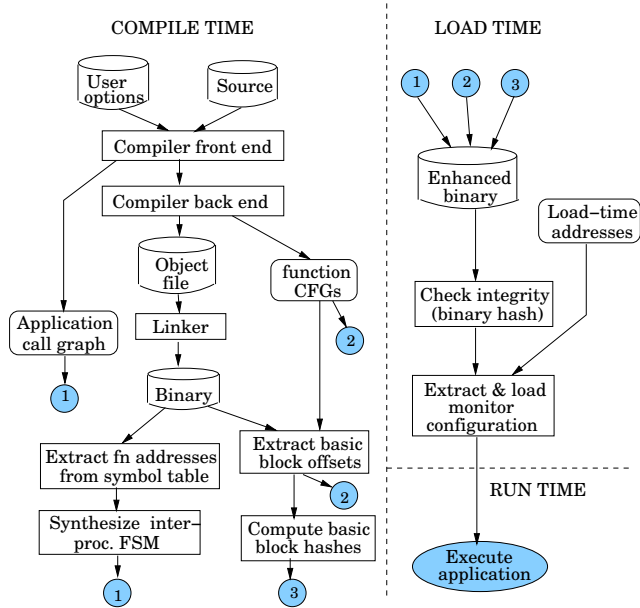 COMPILE TIME
LOAD TIME
User
options
Source
1
2
3
Compiler front end
Enhanced
binary
Compiler back end
Load-time
addresses
Object
file
function
CFGs
Check integrity
(binary hash)
Application
call graph
Linker
2
1
Binary
Extract & load
monitor
configuration
Extract fn addresses
from symbol table
Extract basic
block offsets
2
RUN TIME
Synthesize inter-
proc. FSM
Compute basic
block hashes
Execute
application
1
3